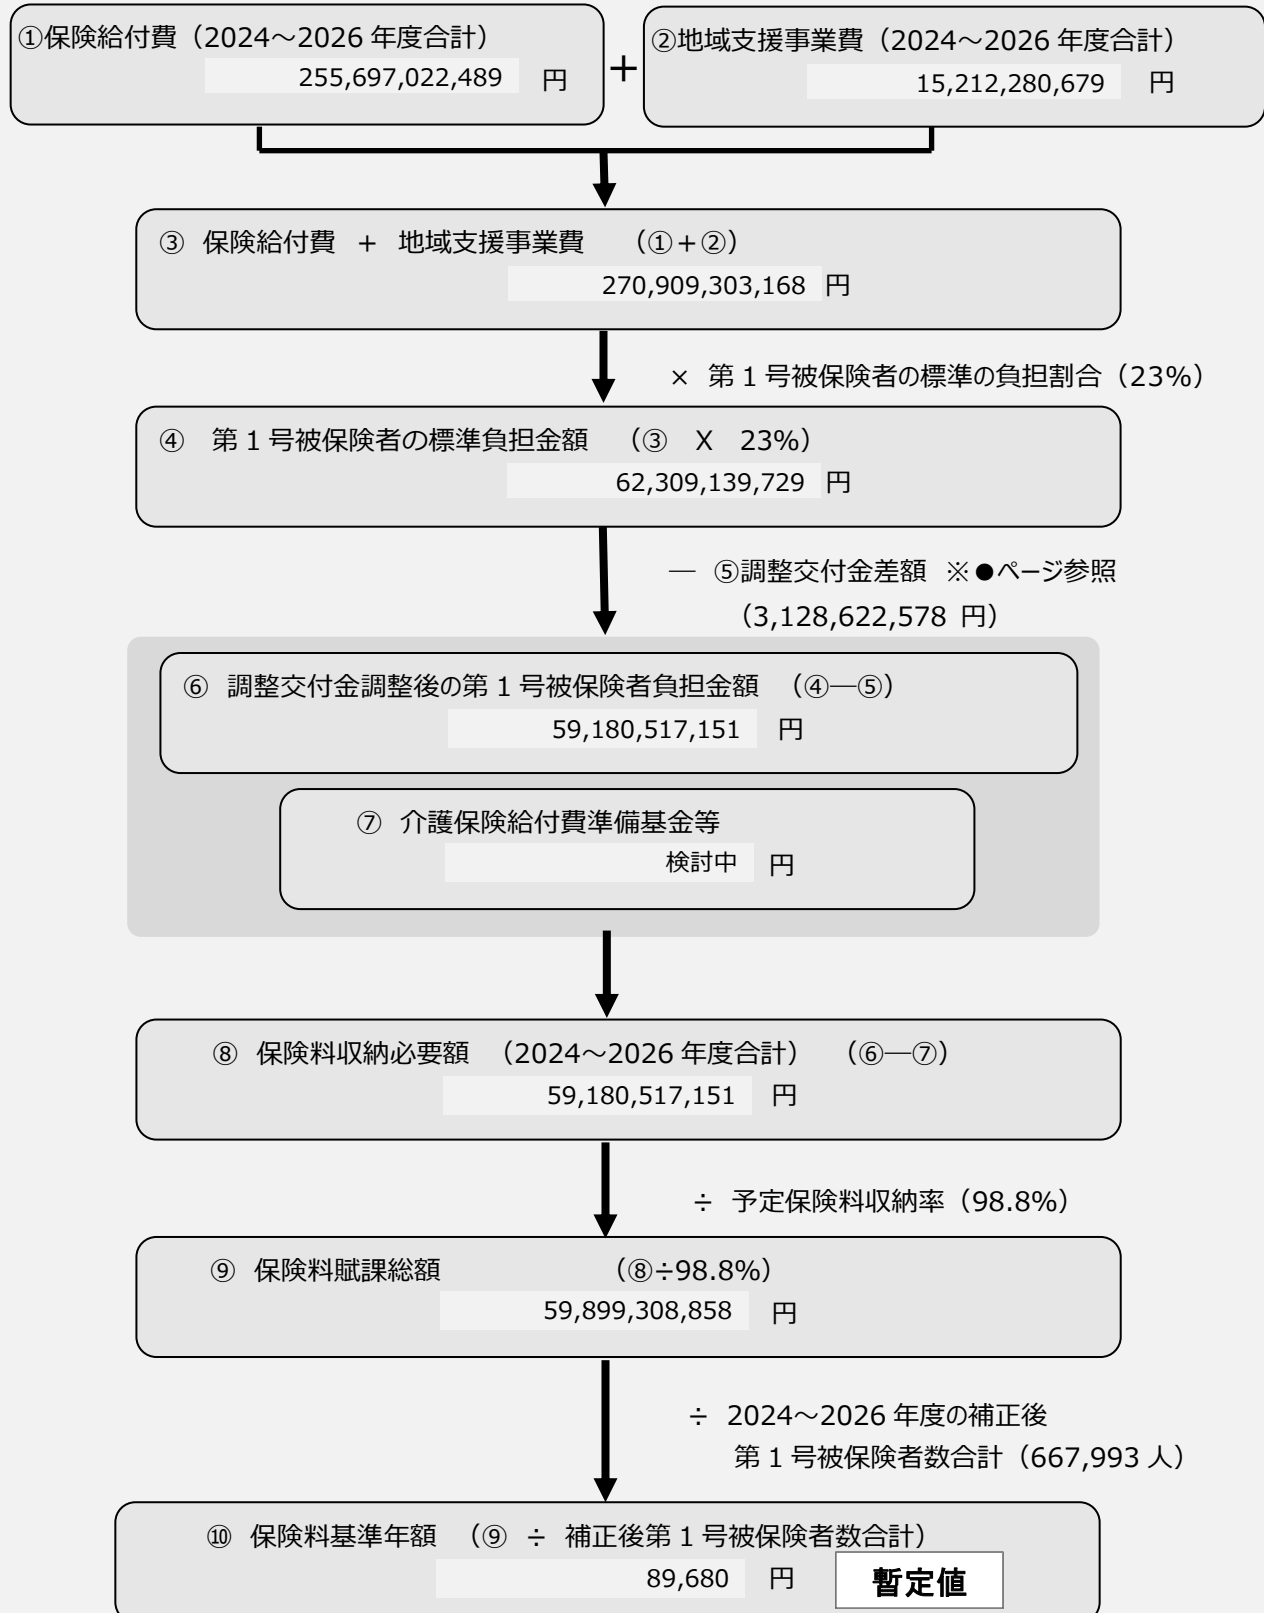 ①保険給付費（2024～2026 年度合計）
255,697,022,489 円
＋
②地域支援事業費（2024～2026 年度合計）
15,212,280,679 円
③ 保険給付費 + 地域支援事業費 （①+②）
270,909,303,168 円
× 第１号被保険者の標準の負担割合（23%）
④ 第１号被保険者の標準負担金額 （③ X 23%）
62,309,139,729 円
― ⑤調整交付金差額 ※●ページ参照
（3,128,622,578 円）
⑥ 調整交付金調整後の第１号被保険者負担金額 （④―⑤）
59,180,517,151 円
⑦ 介護保険給付費準備基金等
検討中 円
⑧ 保険料収納必要額 （2024～2026 年度合計） （⑥―⑦）
59,180,517,151 円
÷ 予定保険料収納率（98.8%）
⑨ 保険料賦課総額 （⑧÷98.8%）
59,899,308,858 円
÷ 2024～2026 年度の補正後
第１号被保険者数合計（667,993 人）
⑩ 保険料基準年額 （⑨ ÷ 補正後第１号被保険者数合計）
89,680 円 暫定値